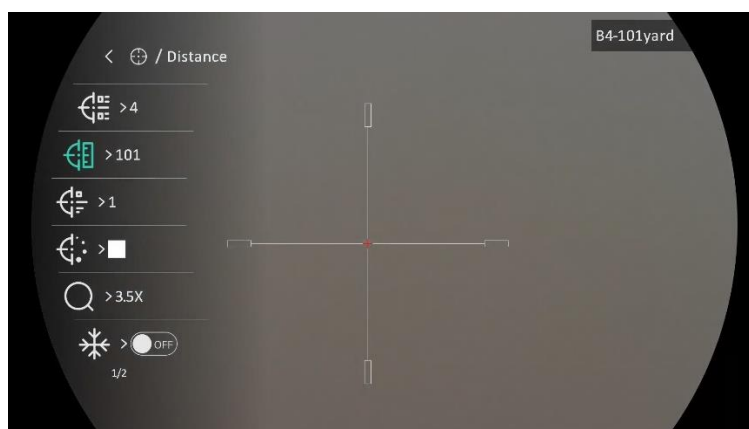 B4-101yard
< / Distance
>4
>101
>1
>
>3.5X
> OFF
1/2